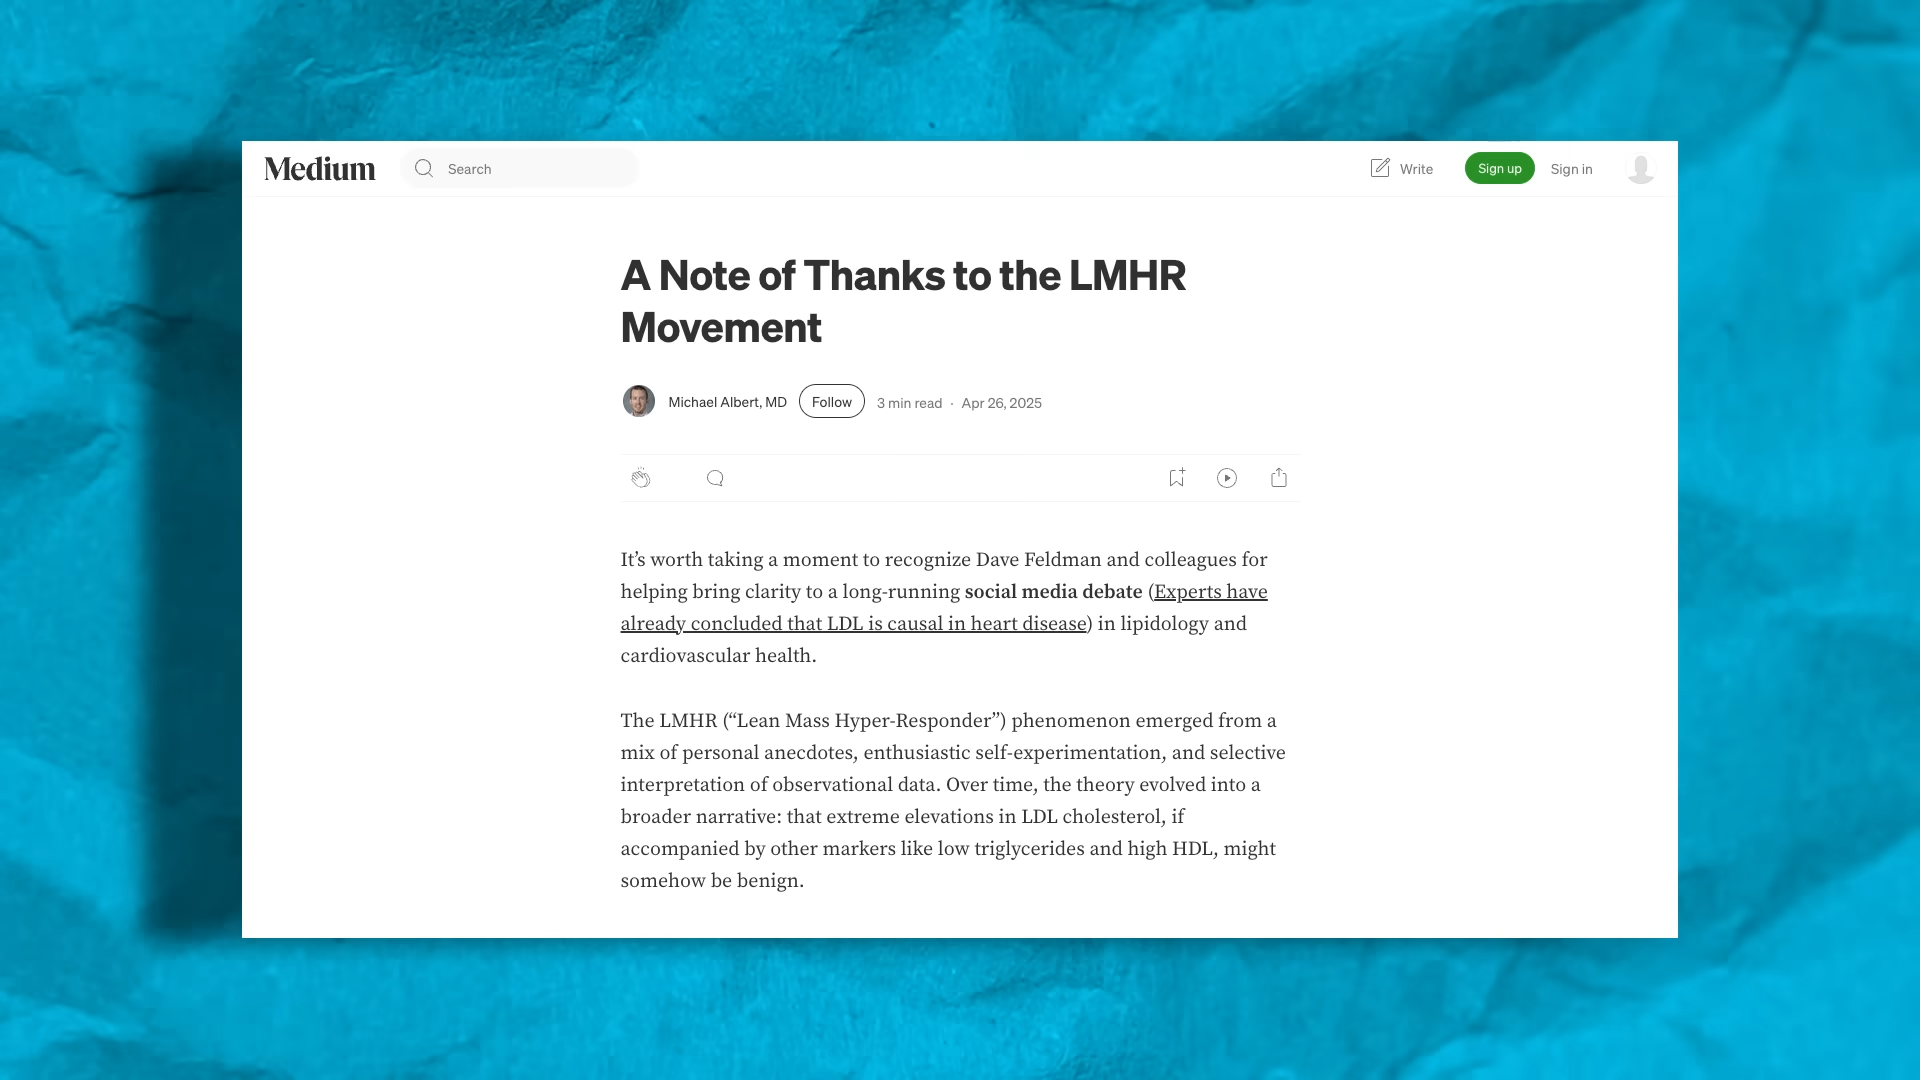 Medium
Search
Write
Sign up
Sign in
A Note of Thanks to the LMHR
Movement
Michael Albert, MD
Follow
3 min read · Apr 26, 2025
It’s worth taking a moment to recognize Dave Feldman and colleagues for
helping bring clarity to a long-running social media debate (Experts have
already concluded that LDL is causal in heart disease) in lipidology and
cardiovascular health.
The LMHR (“Lean Mass Hyper-Responder”) phenomenon emerged from a
mix of personal anecdotes, enthusiastic self-experimentation, and selective
interpretation of observational data. Over time, the theory evolved into a
broader narrative: that extreme elevations in LDL cholesterol, if
accompanied by other markers like low triglycerides and high HDL, might
somehow be benign.